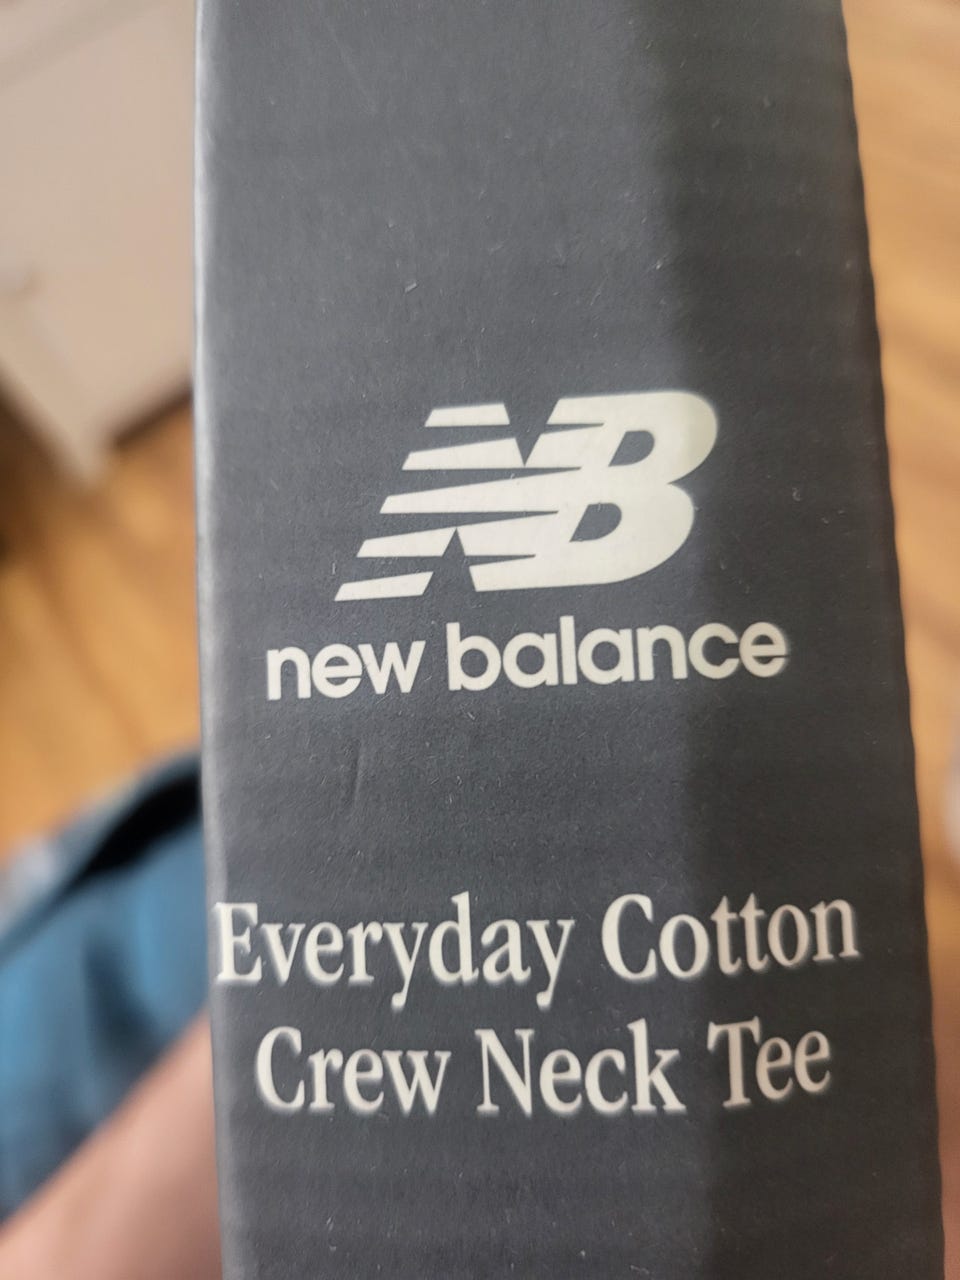 NB
new balance
Everyday Cotton
Crew Neck Tee